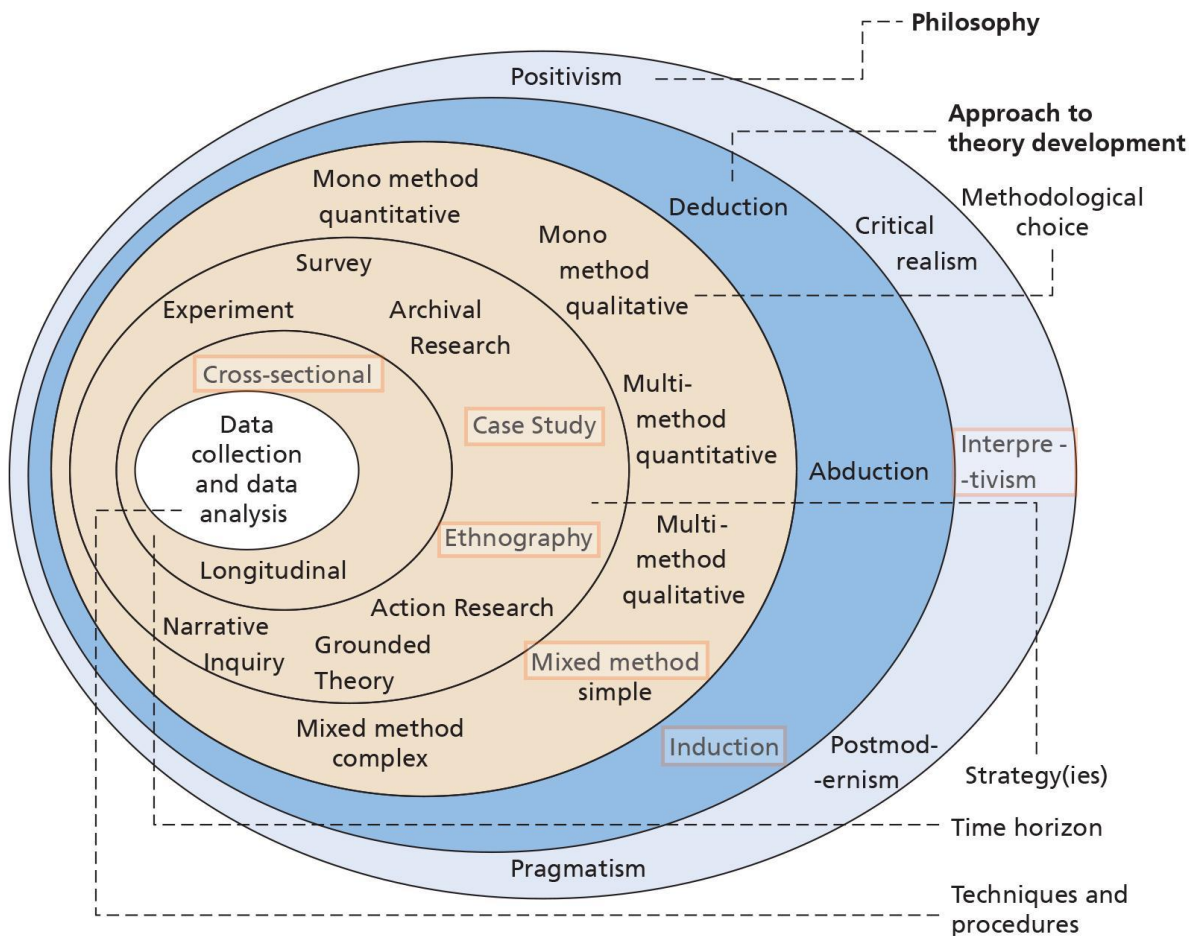 Philosophy
Positivism
Approach to
theory development
Mono method
quantitative
Deduction
Methodological
choice
Mono
method
qualitative
Critical
realism
Survey
Experiment
Archival
Research
Cross-sectional
Multi-
method
quantitative
Case Study
Data
collection
and data
analysis
Abduction
Interpre -
-tivism
Ethnography
Multi-
method
qualitative
Longitudinal
Action Research
Narrative
Inquiry
Grounded
Theory
Mixed method
simple
Mixed method
complex
Induction
Postmod-
-ernism
Strategy(ies)
Time horizon
Pragmatism
Techniques and
procedures